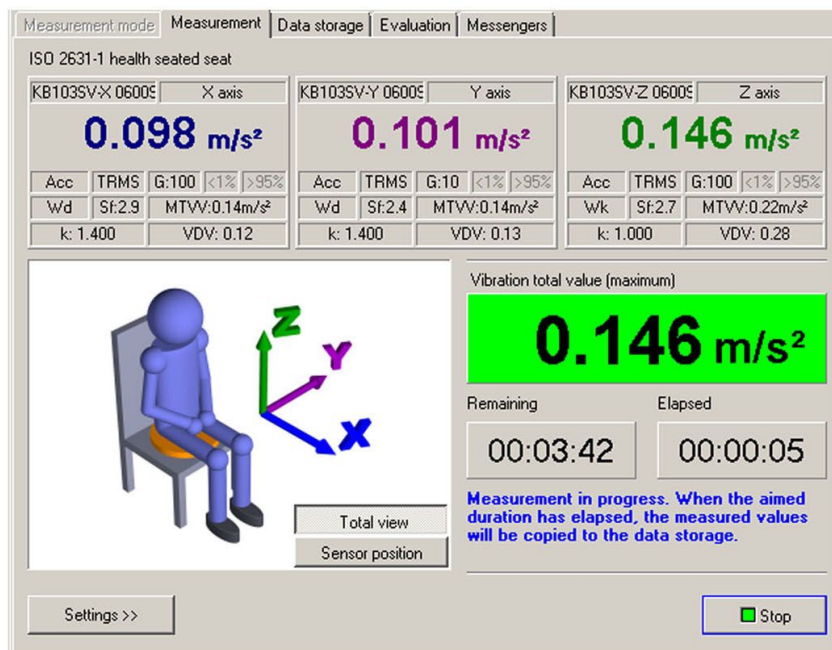 Measurement mode Measurement Data storage Evaluation Messengers
ISO 2631-1 health seated seat
KB103SV-X 0600S X axis KB103SV-Y 0600S Y axis KB103SV-Z 0600S Z axis
0.098 m/s² 0.101 m/s² 0.146 m/s²
Acc TRMS G:100 <1% >95% Acc TRMS G:10 <1% >95% Acc TRMS G:100 <1% >95%
Wd Sf:2.9 MTVV:0.14m/s² Wd Sf:2.4 MTVV:0.14m/s² Wk Sf:2.7 MTVV:0.22m/s²
k: 1.400 VDV: 0.12 k: 1.400 VDV: 0.13 k: 1.000 VDV: 0.28
Z
Y
X
Total view
Sensor position
Vibration total value (maximum)
0.146 m/s²
Remaining Elapsed
00:03:42 00:00:05
Measurement in progress. When the aimed
duration has elapsed, the measured values
will be copied to the data storage.
Settings >> Stop